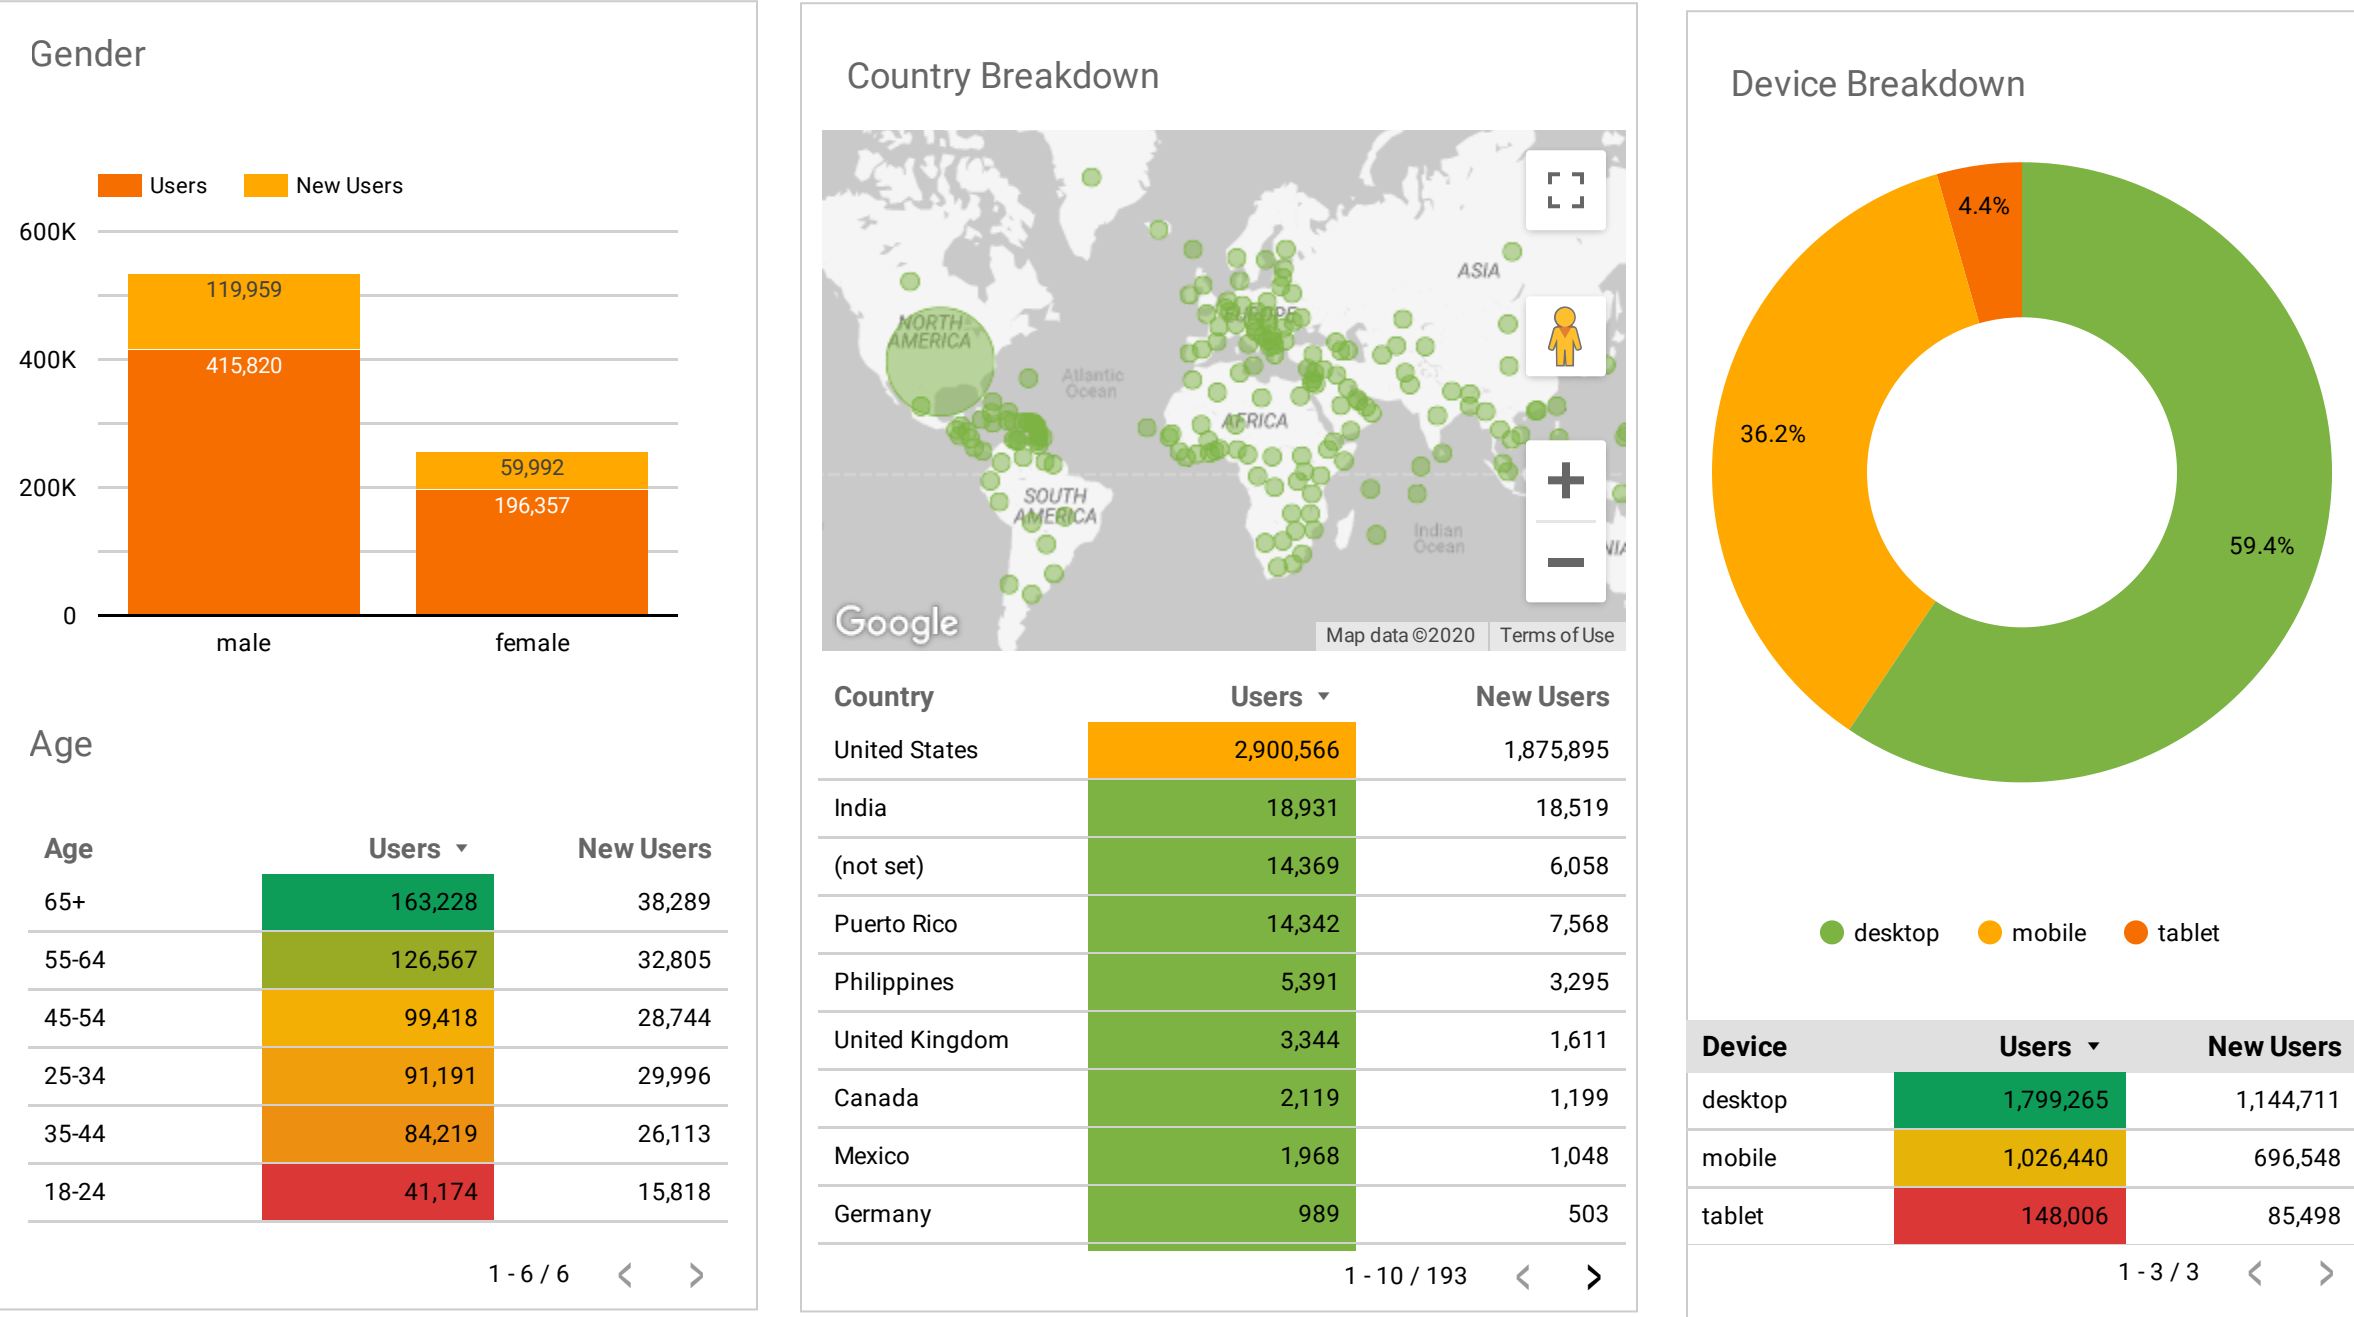 Gender
Users New Users
600K
119,959
400K
415,820
59,992
200K
196,357
0
male female
Age
Age Users New Users
65+ 163,228 38,289
55-64 126,567 32,805
45-54 99,418 28,744
25-34 91,191 29,996
35-44 84,219 26,113
18-24 41,174 15,818
1 - 6 / 6
Country Breakdown
ASIA
NORTH
AMERICA
EUROPE
Atlantic
Ocean
AFRICA
SOUTH
AMERICA
Indian
Ocean
Google
Map data ©2020 Terms of Use
Country Users New Users
United States 2,900,566 1,875,895
India 18,931 18,519
(not set) 14,369 6,058
Puerto Rico 14,342 7,568
Philippines 5,391 3,295
United Kingdom 3,344 1,611
Canada 2,119 1,199
Mexico 1,968 1,048
Germany 989 503
1 - 10 / 193
Device Breakdown
4.4%
36.2%
59.4%
desktop mobile tablet
Device Users New Users
desktop 1,799,265 1,144,711
mobile 1,026,440 696,548
tablet 148,006 85,498
1 - 3 / 3